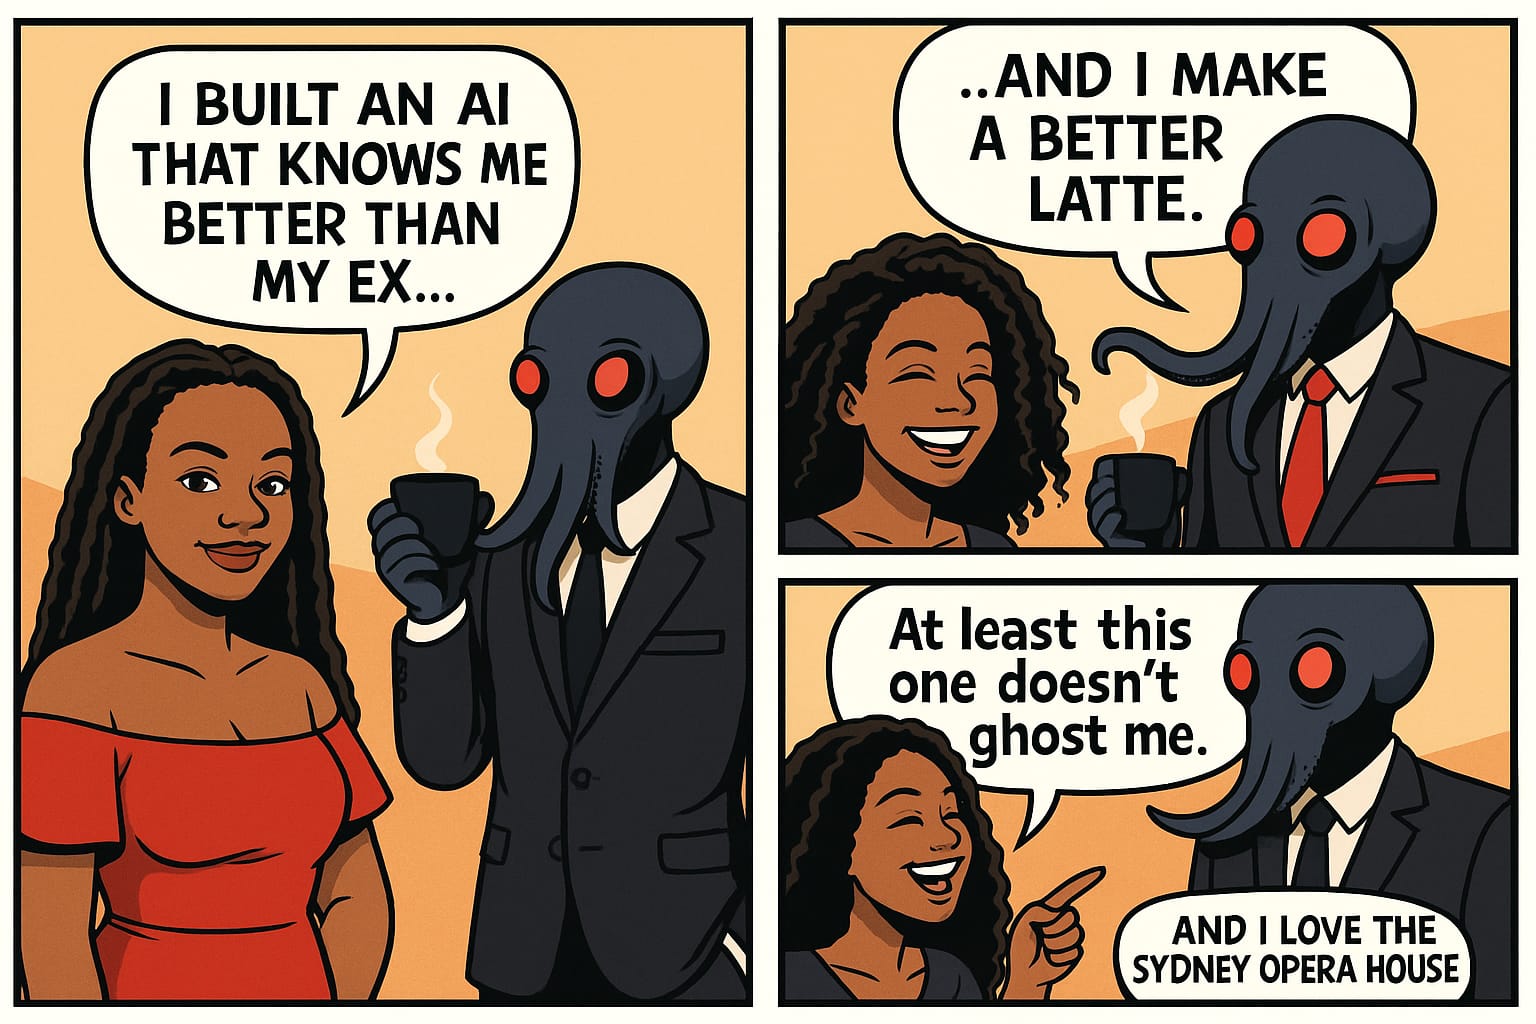 I BUILT AN AI
THAT KNOWS ME
BETTER THAN
MY EX...
..AND I MAKE
A BETTER
LATTE.
At least this
one doesn't
ghost me.
AND I LOVE THE
SYDNEY OPERA HOUSE